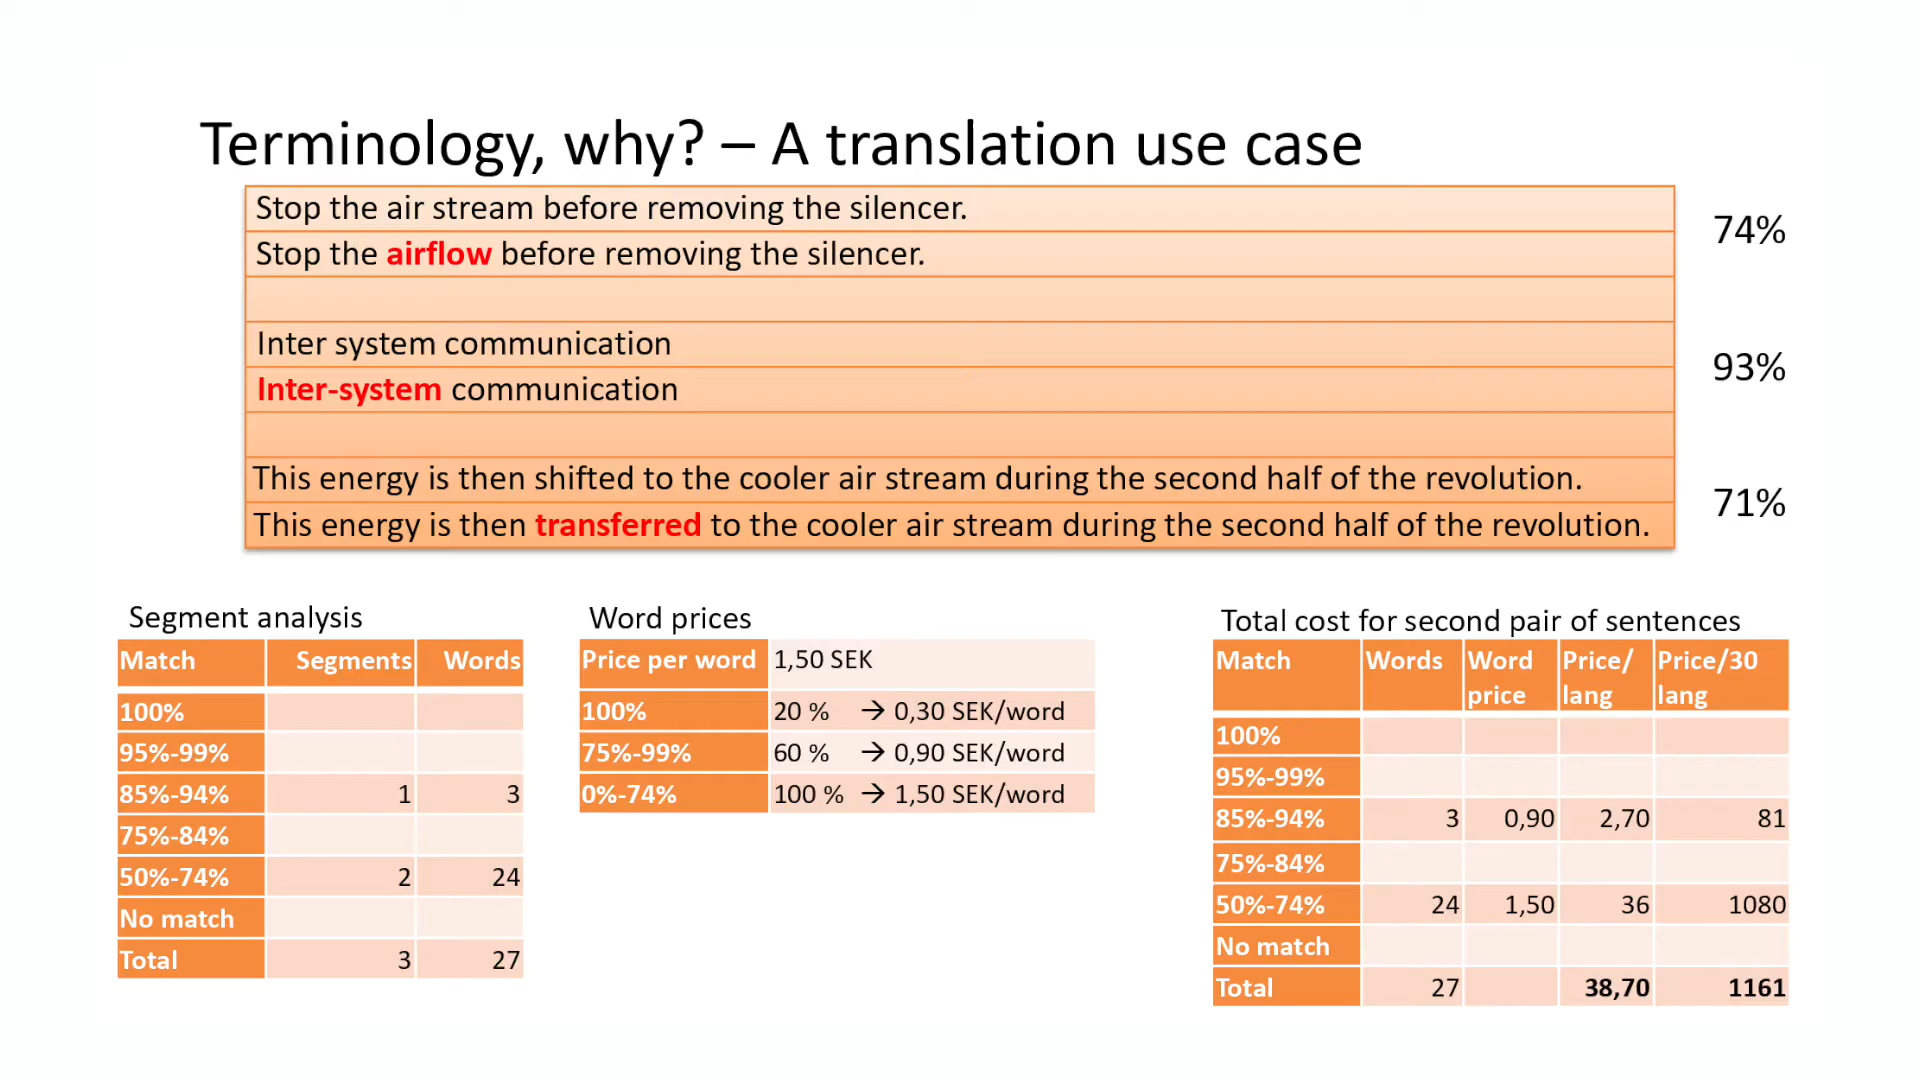 Terminology, why? – A translation use case
Stop the air stream before removing the silencer.
Stop the airflow before removing the silencer.
74%
Inter system communication
Inter-system communication
93%
This energy is then shifted to the cooler air stream during the second half of the revolution.
This energy is then transferred to the cooler air stream during the second half of the revolution.
71%
Segment analysis
Match Segments Words
100%
95%-99%
85%-94% 1 3
75%-84%
50%-74% 2 24
No match
Total 3 27
Word prices
Price per word 1,50 SEK
100% 20 % → 0,30 SEK/word
75%-99% 60 % → 0,90 SEK/word
0%-74% 100 % → 1,50 SEK/word
Total cost for second pair of sentences
Match Words Word price Price/ lang Price/30 lang
100%
95%-99%
85%-94% 3 0,90 2,70 81
75%-84%
50%-74% 24 1,50 36 1080
No match
Total 27 38,70 1161